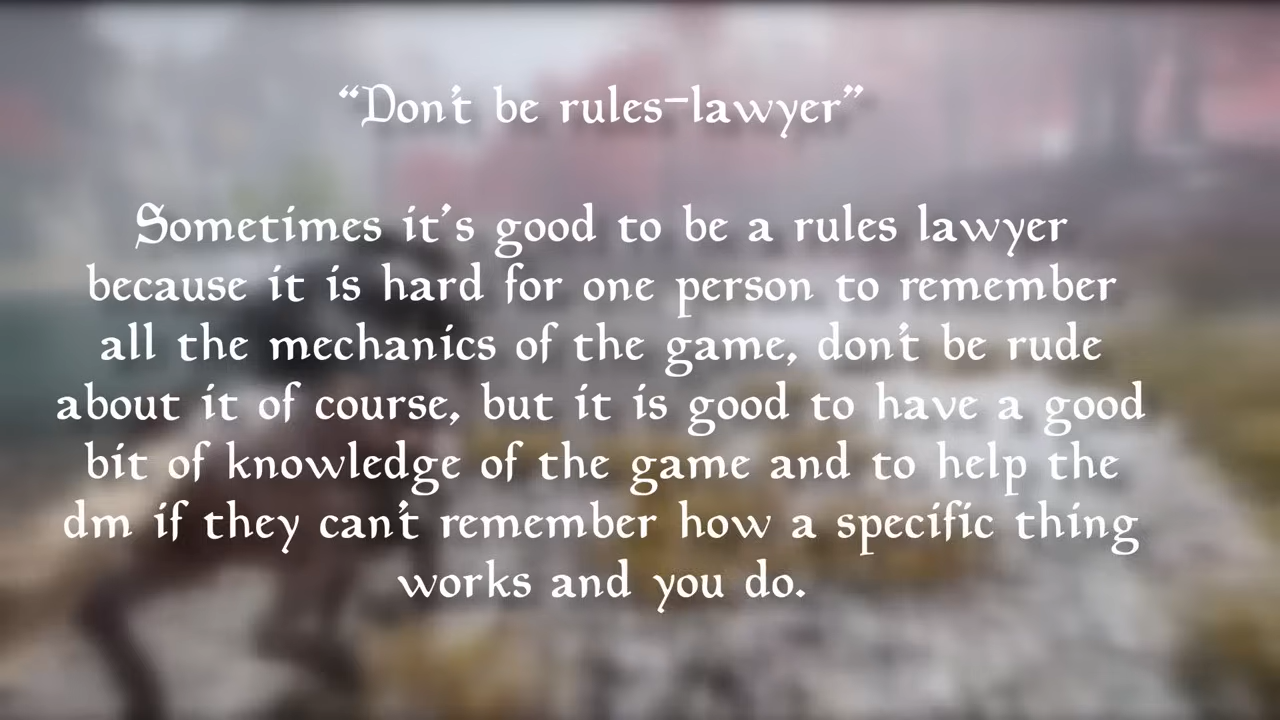 “Don’t be rules-lawyer”
Sometimes it’s good to be a rules lawyer
because it is hard for one person to remember
all the mechanics of the game, don’t be rude
about it of course, but it is good to have a good
bit of knowledge of the game and to help the
dm if they can’t remember how a specific thing
works and you do.